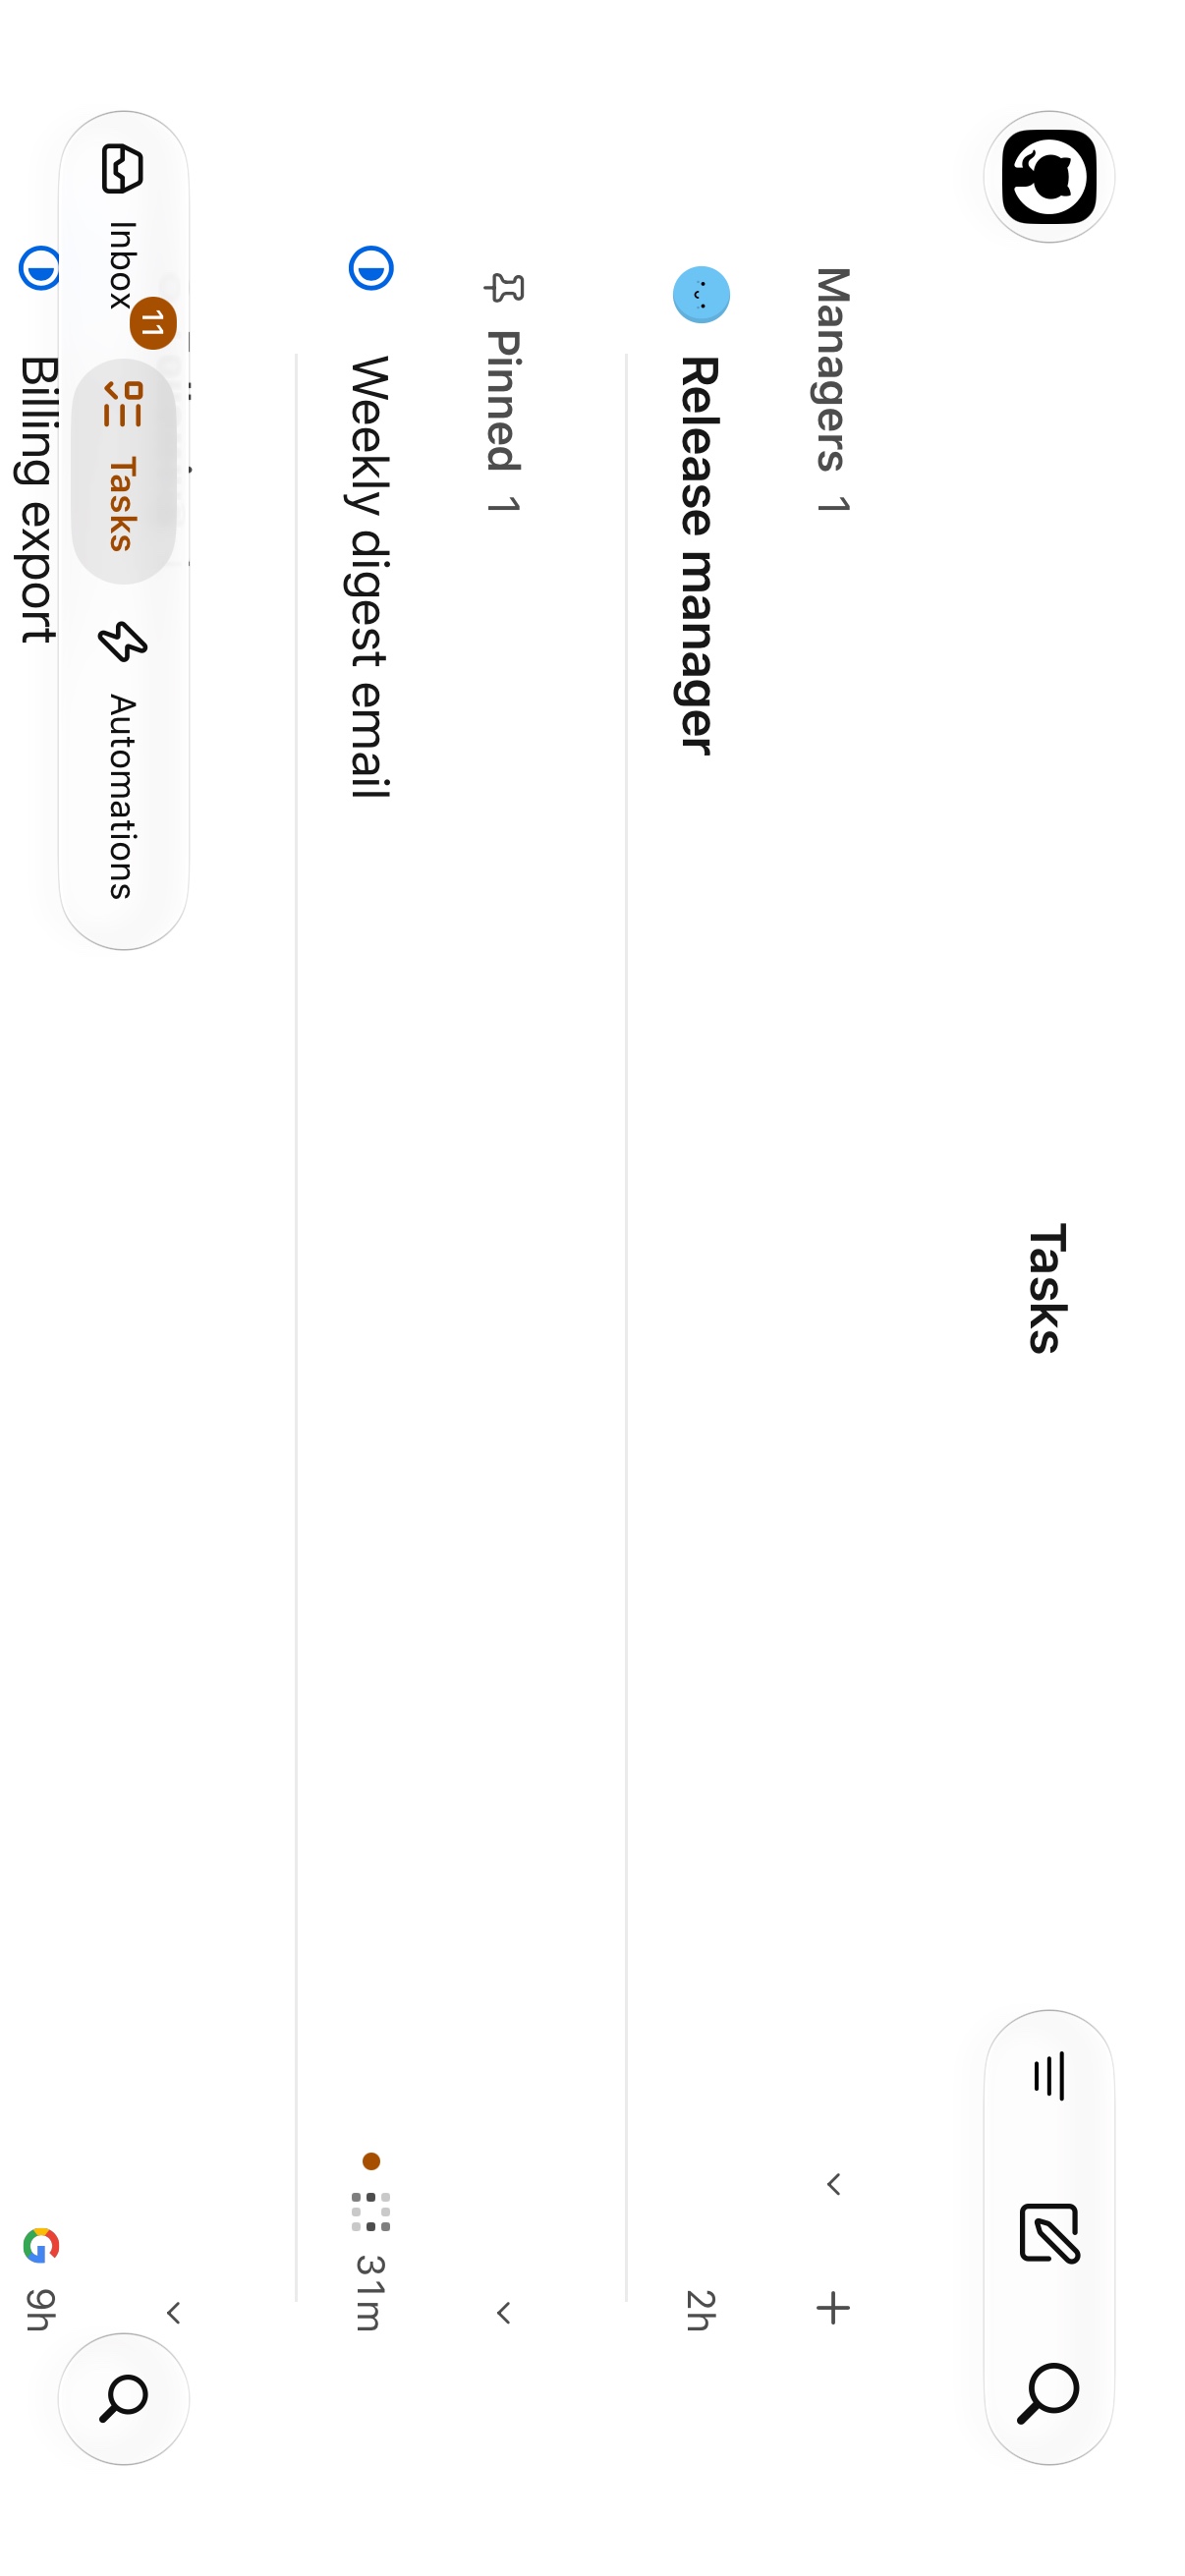 Tasks
Managers 1
Release manager 2h
Pinned 1
Weekly digest email 31m
Inbox 11 Tasks Automations
Billing export 9h